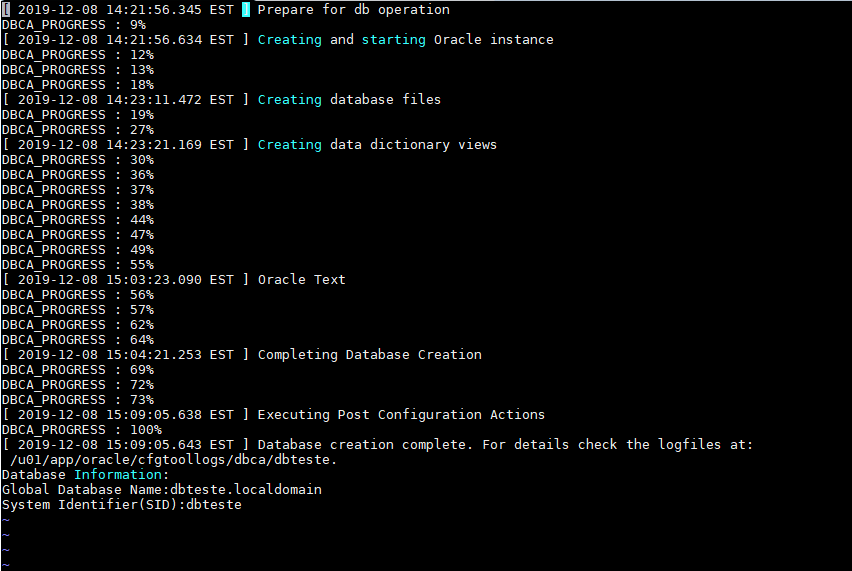 [ 2019-12-08 14:21:56.345 EST ] Prepare for db operation
DBCA_PROGRESS : 9%
[ 2019-12-08 14:21:56.634 EST ] Creating and starting Oracle instance
DBCA_PROGRESS : 12%
DBCA_PROGRESS : 13%
DBCA_PROGRESS : 18%
[ 2019-12-08 14:23:11.472 EST ] Creating database files
DBCA_PROGRESS : 19%
DBCA_PROGRESS : 27%
[ 2019-12-08 14:23:21.169 EST ] Creating data dictionary views
DBCA_PROGRESS : 30%
DBCA_PROGRESS : 36%
DBCA_PROGRESS : 37%
DBCA_PROGRESS : 38%
DBCA_PROGRESS : 44%
DBCA_PROGRESS : 47%
DBCA_PROGRESS : 49%
DBCA_PROGRESS : 55%
[ 2019-12-08 15:03:23.090 EST ] Oracle Text
DBCA_PROGRESS : 56%
DBCA_PROGRESS : 57%
DBCA_PROGRESS : 62%
DBCA_PROGRESS : 64%
[ 2019-12-08 15:04:21.253 EST ] Completing Database Creation
DBCA_PROGRESS : 69%
DBCA_PROGRESS : 72%
DBCA_PROGRESS : 73%
[ 2019-12-08 15:09:05.638 EST ] Executing Post Configuration Actions
DBCA_PROGRESS : 100%
[ 2019-12-08 15:09:05.643 EST ] Database creation complete. For details check the logfiles at:
 /u01/app/oracle/cfgtoollogs/dbca/dbteste.
Database Information:
Global Database Name:dbteste.localdomain
System Identifier(SID):dbteste
~
~
~
~